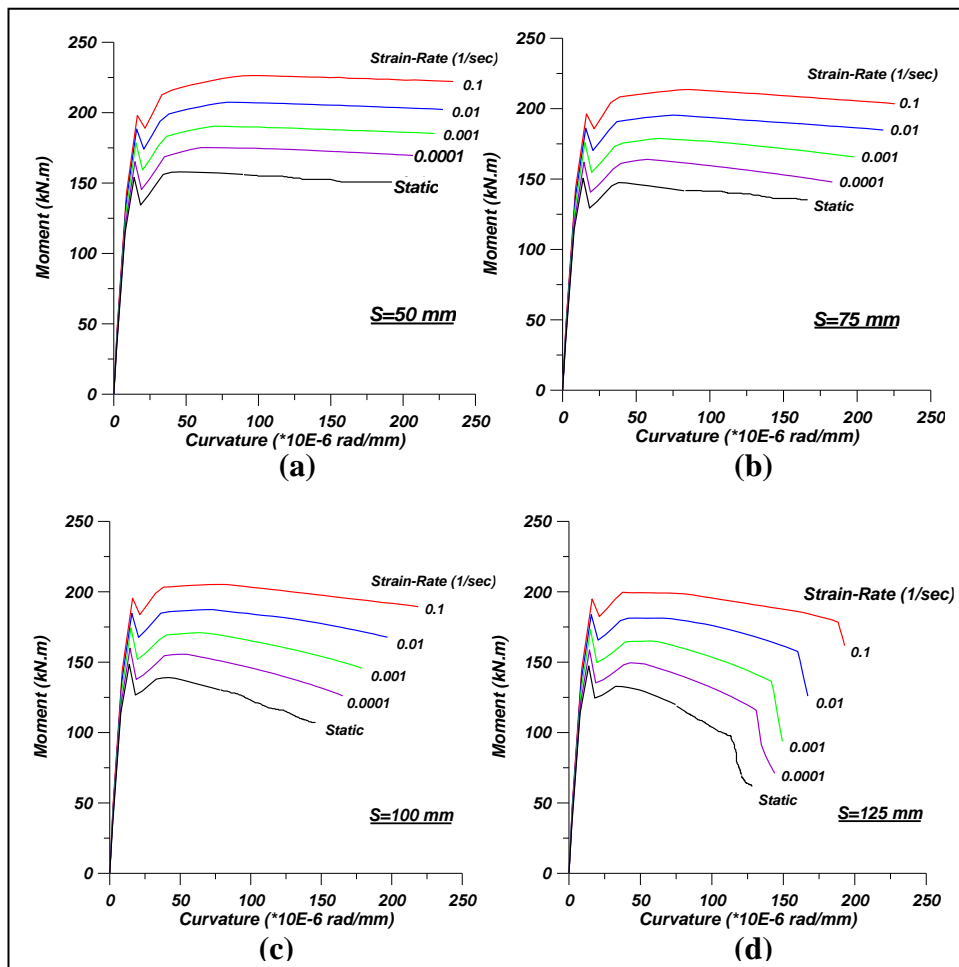 250
200
150
100
50
0
Moment (kN.m)
Strain-Rate (1/sec)
0.1
0.01
0.001
0.0001
Static
S=50 mm
0 50 100 150 200 250
Curvature (*10E-6 rad/mm)
(a)
250
200
150
100
50
0
Moment (kN.m)
Strain-Rate (1/sec)
0.1
0.01
0.001
0.0001
Static
S=75 mm
0 50 100 150 200 250
Curvature (*10E-6 rad/mm)
(b)
250
200
150
100
50
0
Moment (kN.m)
Strain-Rate (1/sec)
0.1
0.01
0.001
0.0001
Static
S=100 mm
0 50 100 150 200 250
Curvature (*10E-6 rad/mm)
(c)
250
200
150
100
50
0
Moment (kN.m)
Strain-Rate (1/sec)
0.1
0.01
0.001
0.0001
Static
S=125 mm
0 50 100 150 200 250
Curvature (*10E-6 rad/mm)
(d)